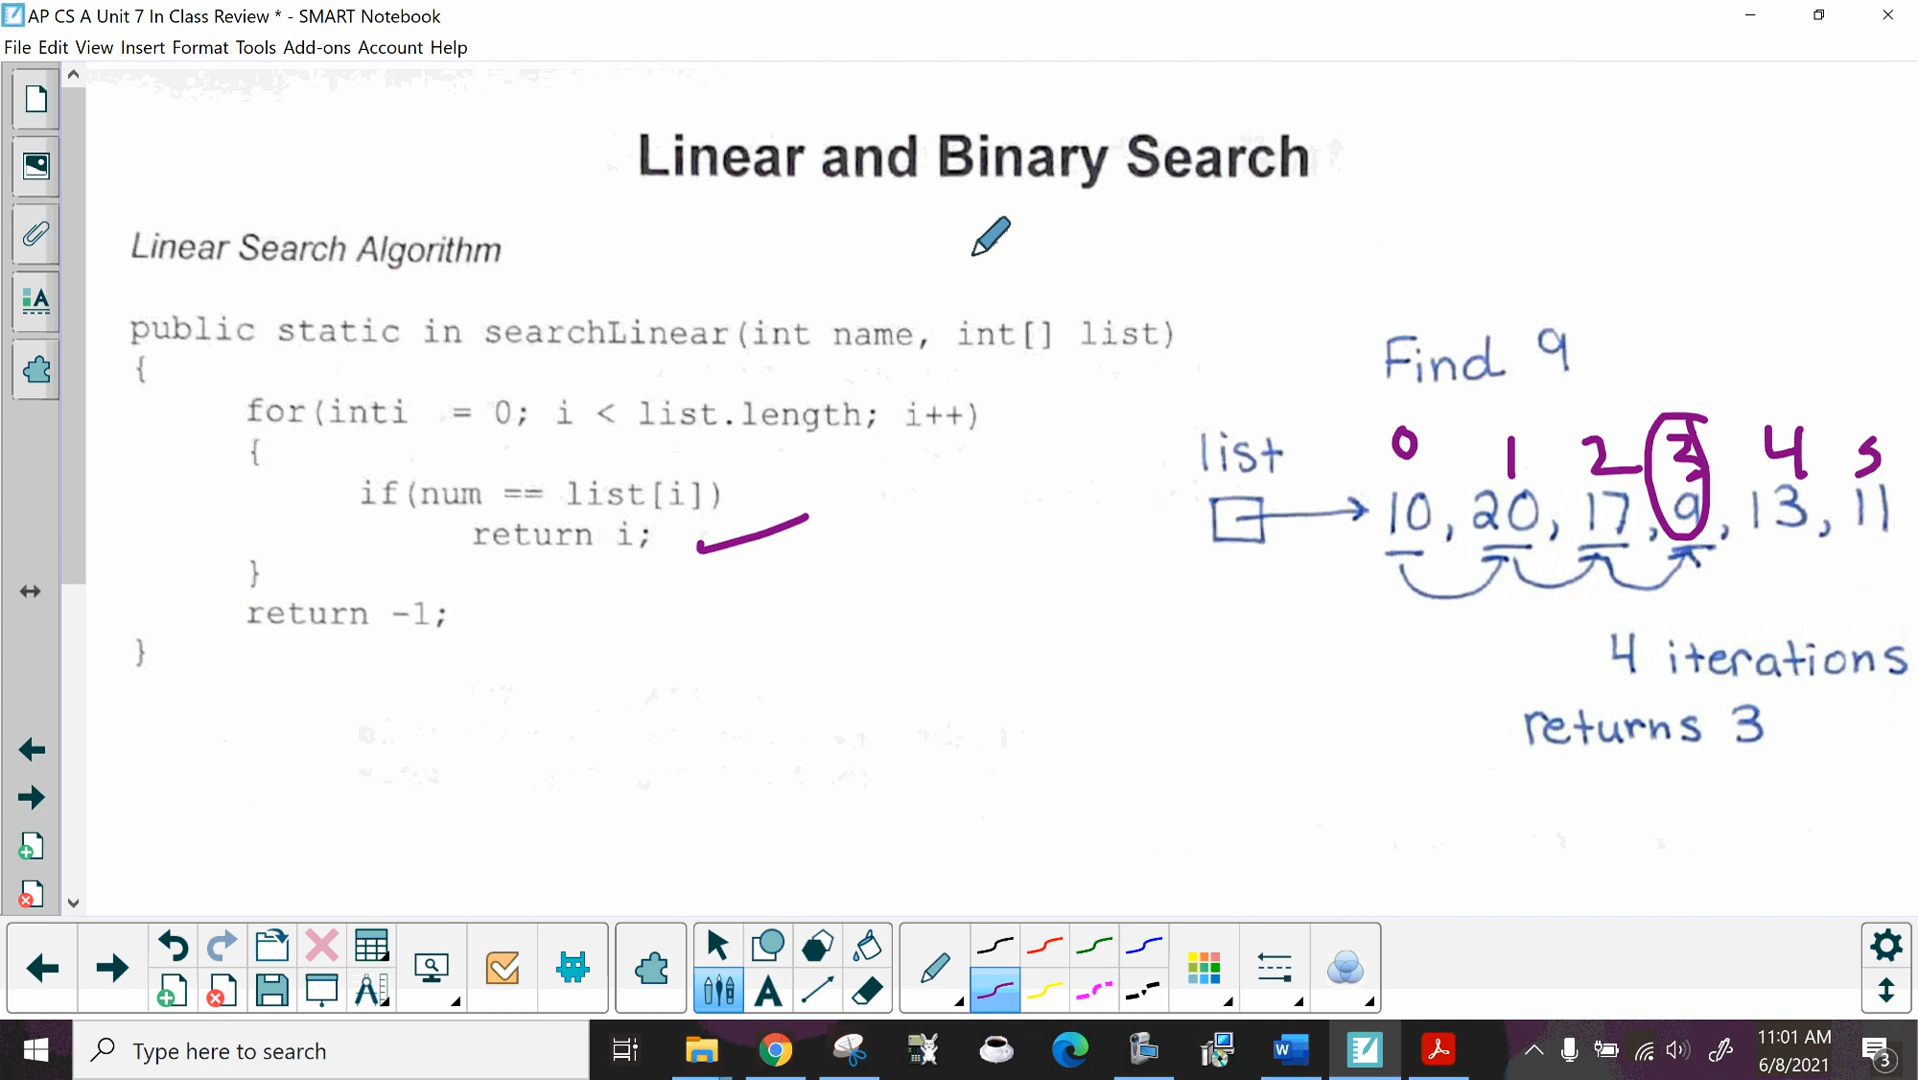 AP CS A Unit 7 In Class Review * - SMART Notebook
File Edit View Insert Format Tools Add-ons Account Help
Linear and Binary Search
Linear Search Algorithm
public static in searchLinear(int name, int[] list)
{
for(inti = 0; i < list.length; i++)
{
if(num == list[i])
return i;
}
return -1;
}
Find 9
list
0 1 2 3 4 5
10, 20, 17, 9, 13, 11
4 iterations
returns 3
Type here to search
11:01 AM
6/8/2021
3